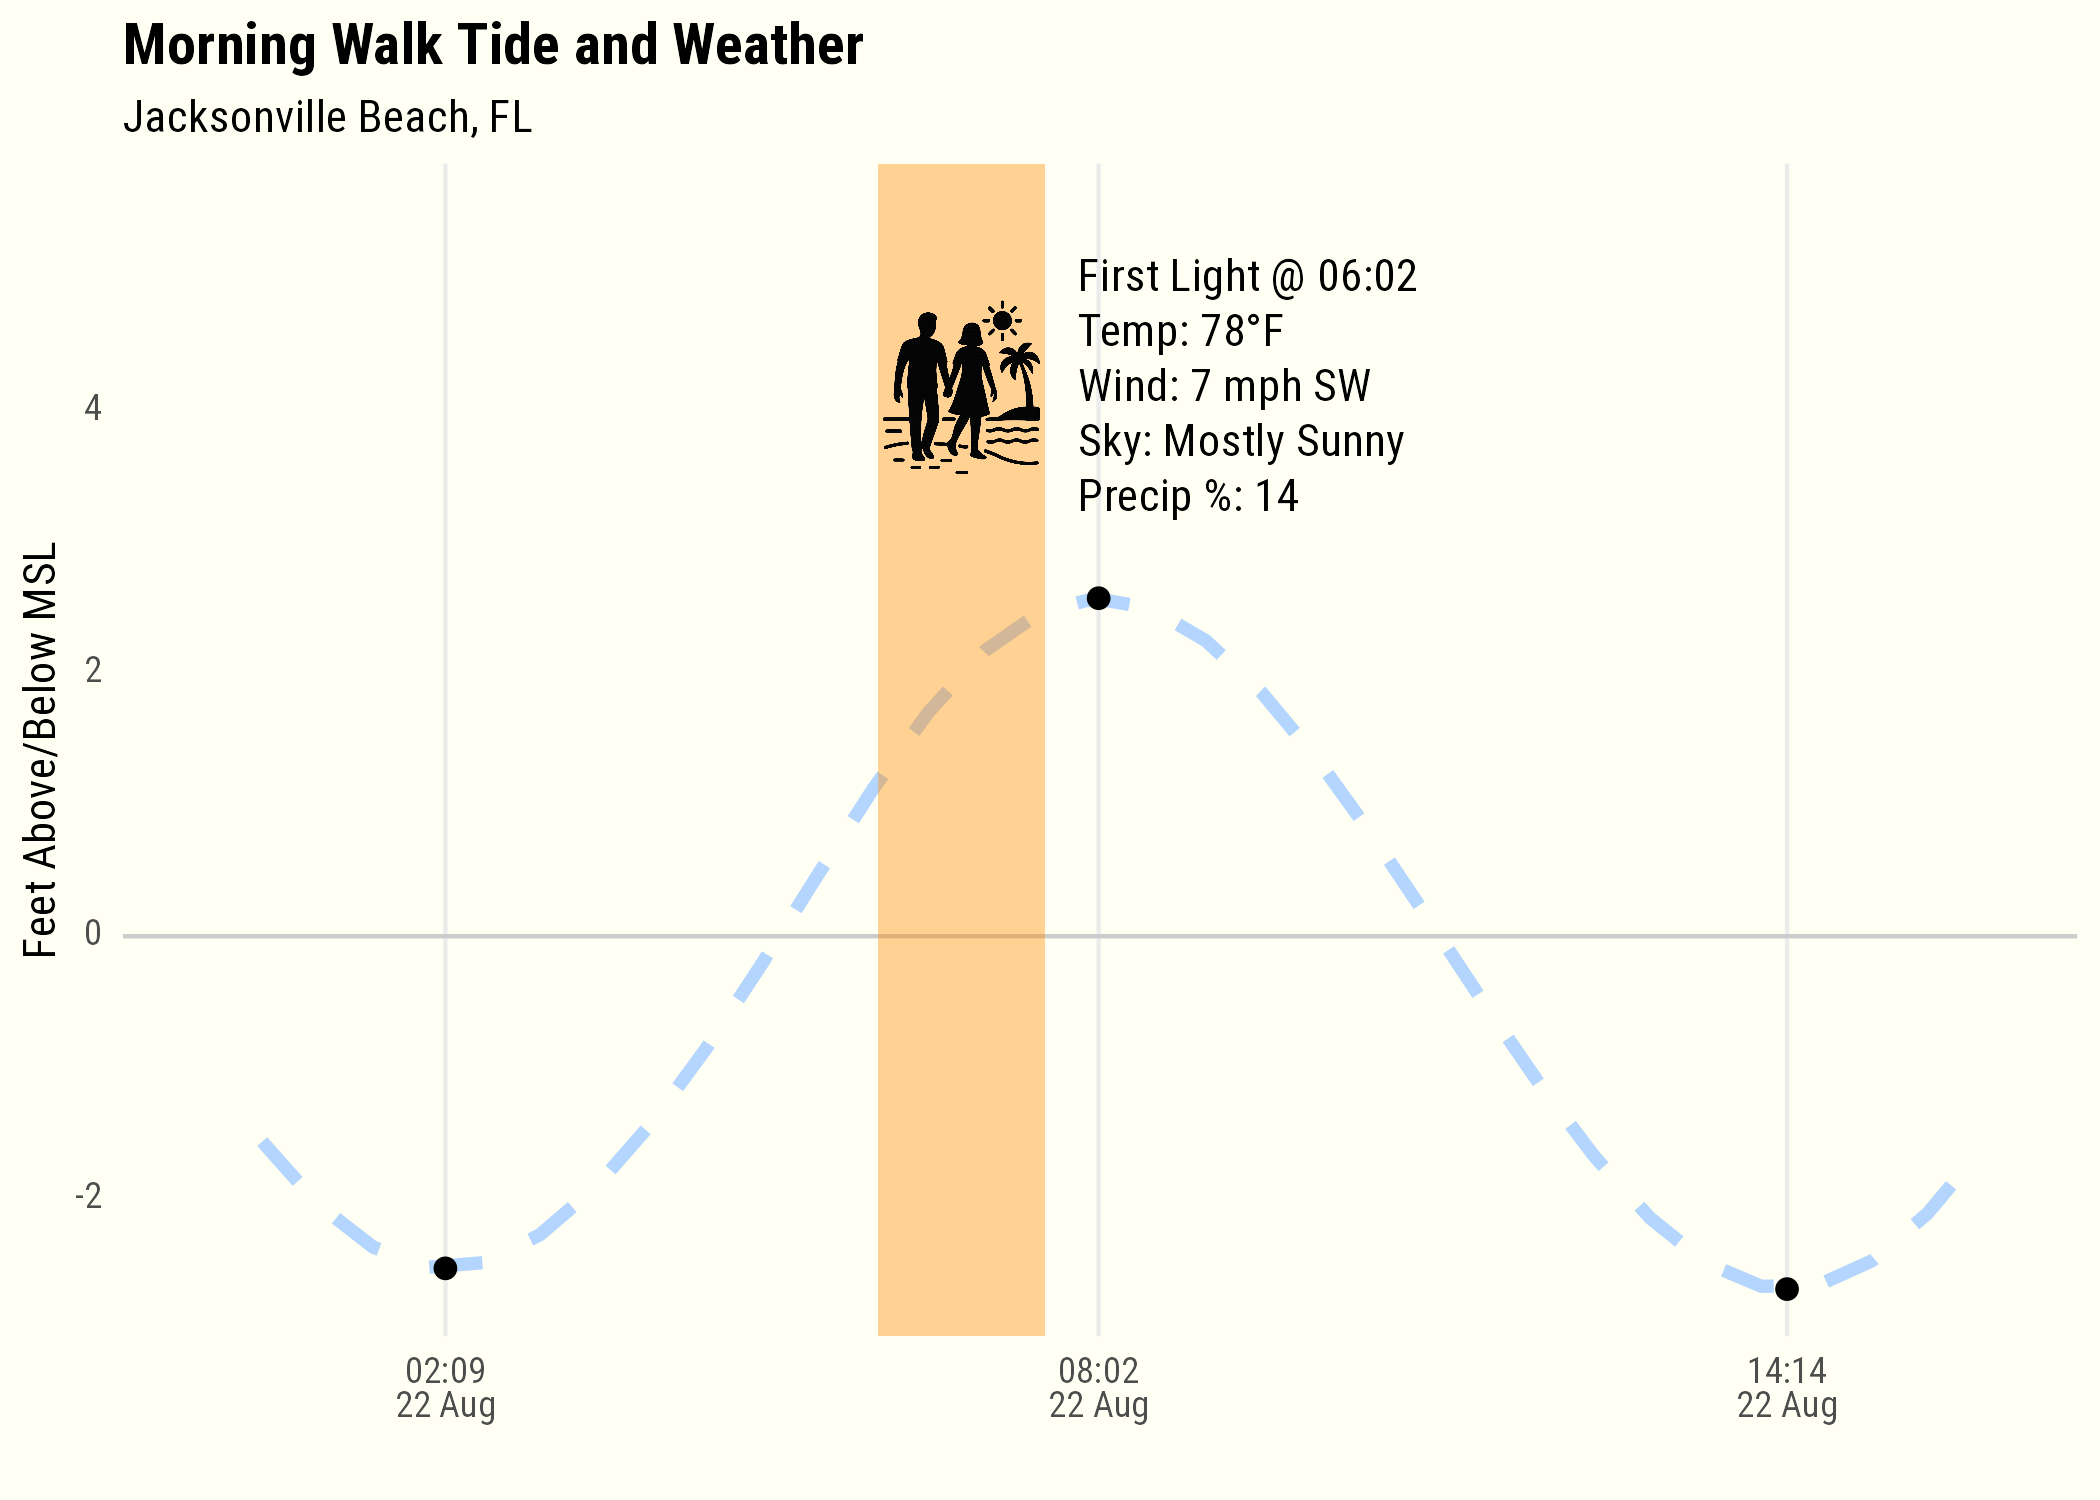 Morning Walk Tide and Weather
Jacksonville Beach, FL
First Light @ 06:02
Temp: 78°F
Wind: 7 mph SW
Sky: Mostly Sunny
Precip %: 14
Feet Above/Below MSL
4
2
0
-2
02:09
22 Aug
08:02
22 Aug
14:14
22 Aug